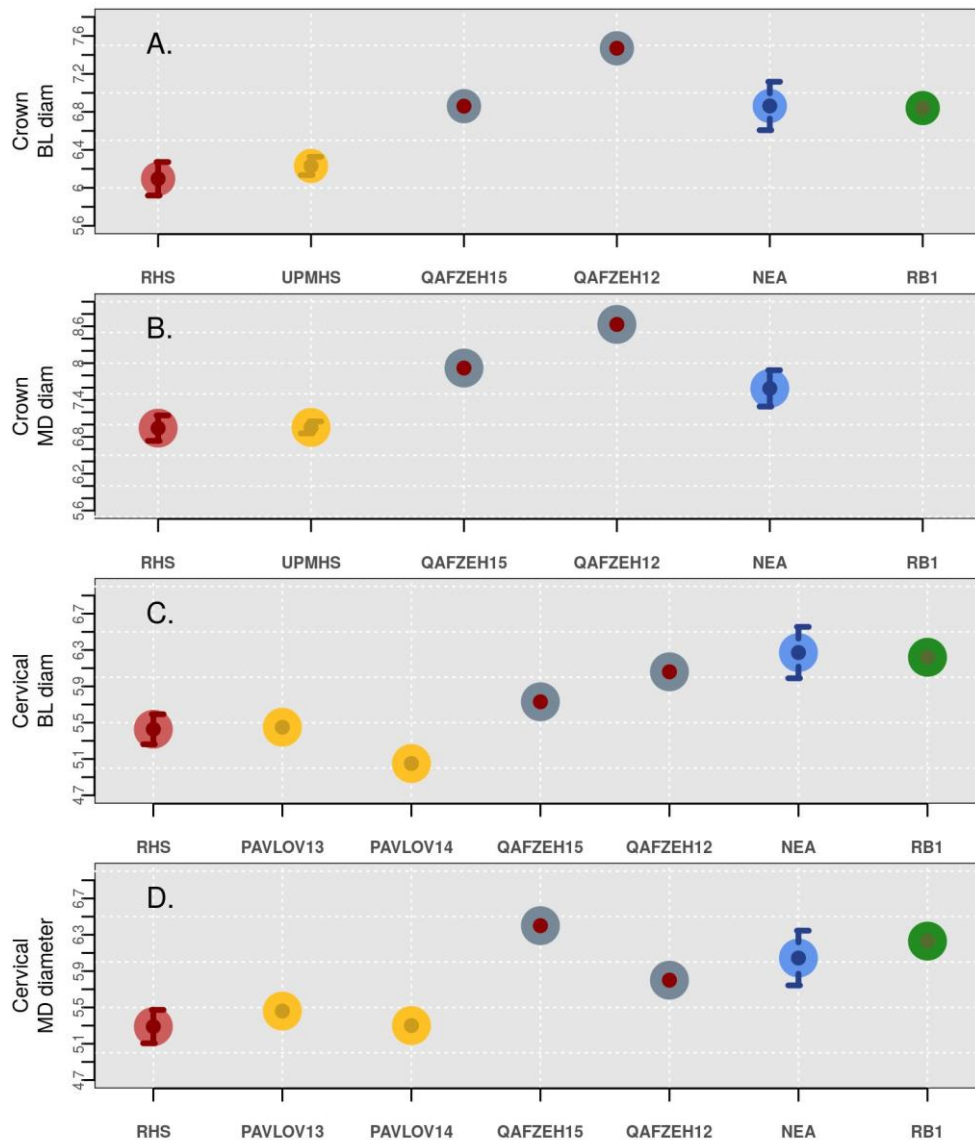 A.
Crown
BL diam
7.6
7.2
6.8
6.4
6
5.6
RHS UPMHS QAFZEH15 QAFZEH12 NEA RB1
B.
Crown
MD diam
8.6
8
7.4
6.8
6.2
5.6
RHS UPMHS QAFZEH15 QAFZEH12 NEA RB1
C.
Cervical
BL diam
6.7
6.3
5.9
5.5
5.1
4.7
RHS PAVLOV13 PAVLOV14 QAFZEH15 QAFZEH12 NEA RB1
D.
Cervical
MD diameter
6.7
6.3
5.9
5.5
5.1
4.7
RHS PAVLOV13 PAVLOV14 QAFZEH15 QAFZEH12 NEA RB1